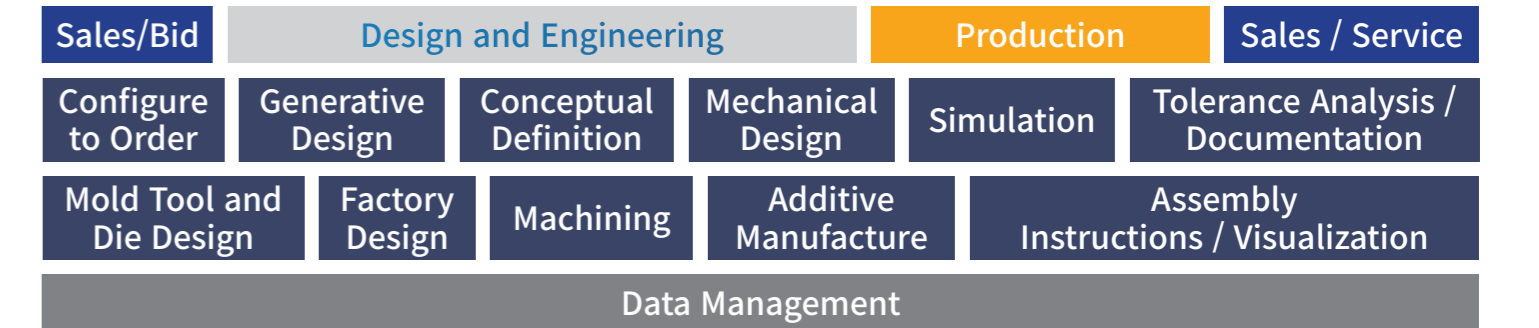 Sales/Bid
Design and Engineering
Production
Sales / Service
Configure
to Order
Generative
Design
Conceptual
Definition
Mechanical
Design
Simulation
Tolerance Analysis /
Documentation
Mold Tool and
Die Design
Factory
Design
Machining
Additive
Manufacture
Assembly
Instructions / Visualization
Data Management